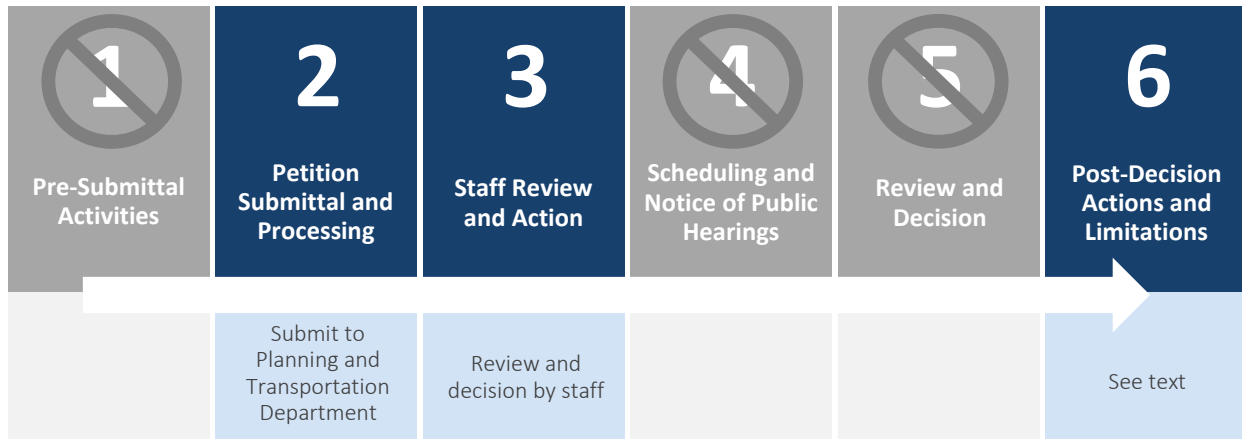 1
Pre-Submittal
Activities
2
Petition
Submittal and
Processing
Submit to
Planning and
Transportation
Department
3
Staff Review
and Action
Review and
decision by staff
4
Scheduling and
Notice of Public
Hearings
5
Review and
Decision
6
Post-Decision
Actions and
Limitations
See text